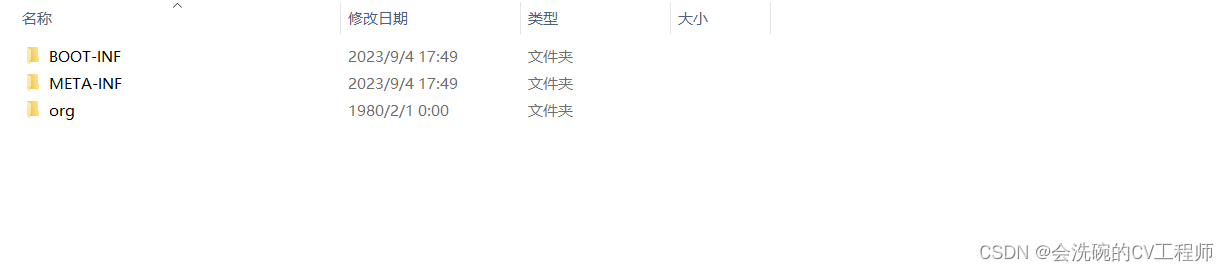 名称 修改日期 类型 大小
BOOT-INF 2023/9/4 17:49 文件夹
META-INF 2023/9/4 17:49 文件夹
org 1980/2/1 0:00 文件夹
CSDN @会洗碗的CV工程师